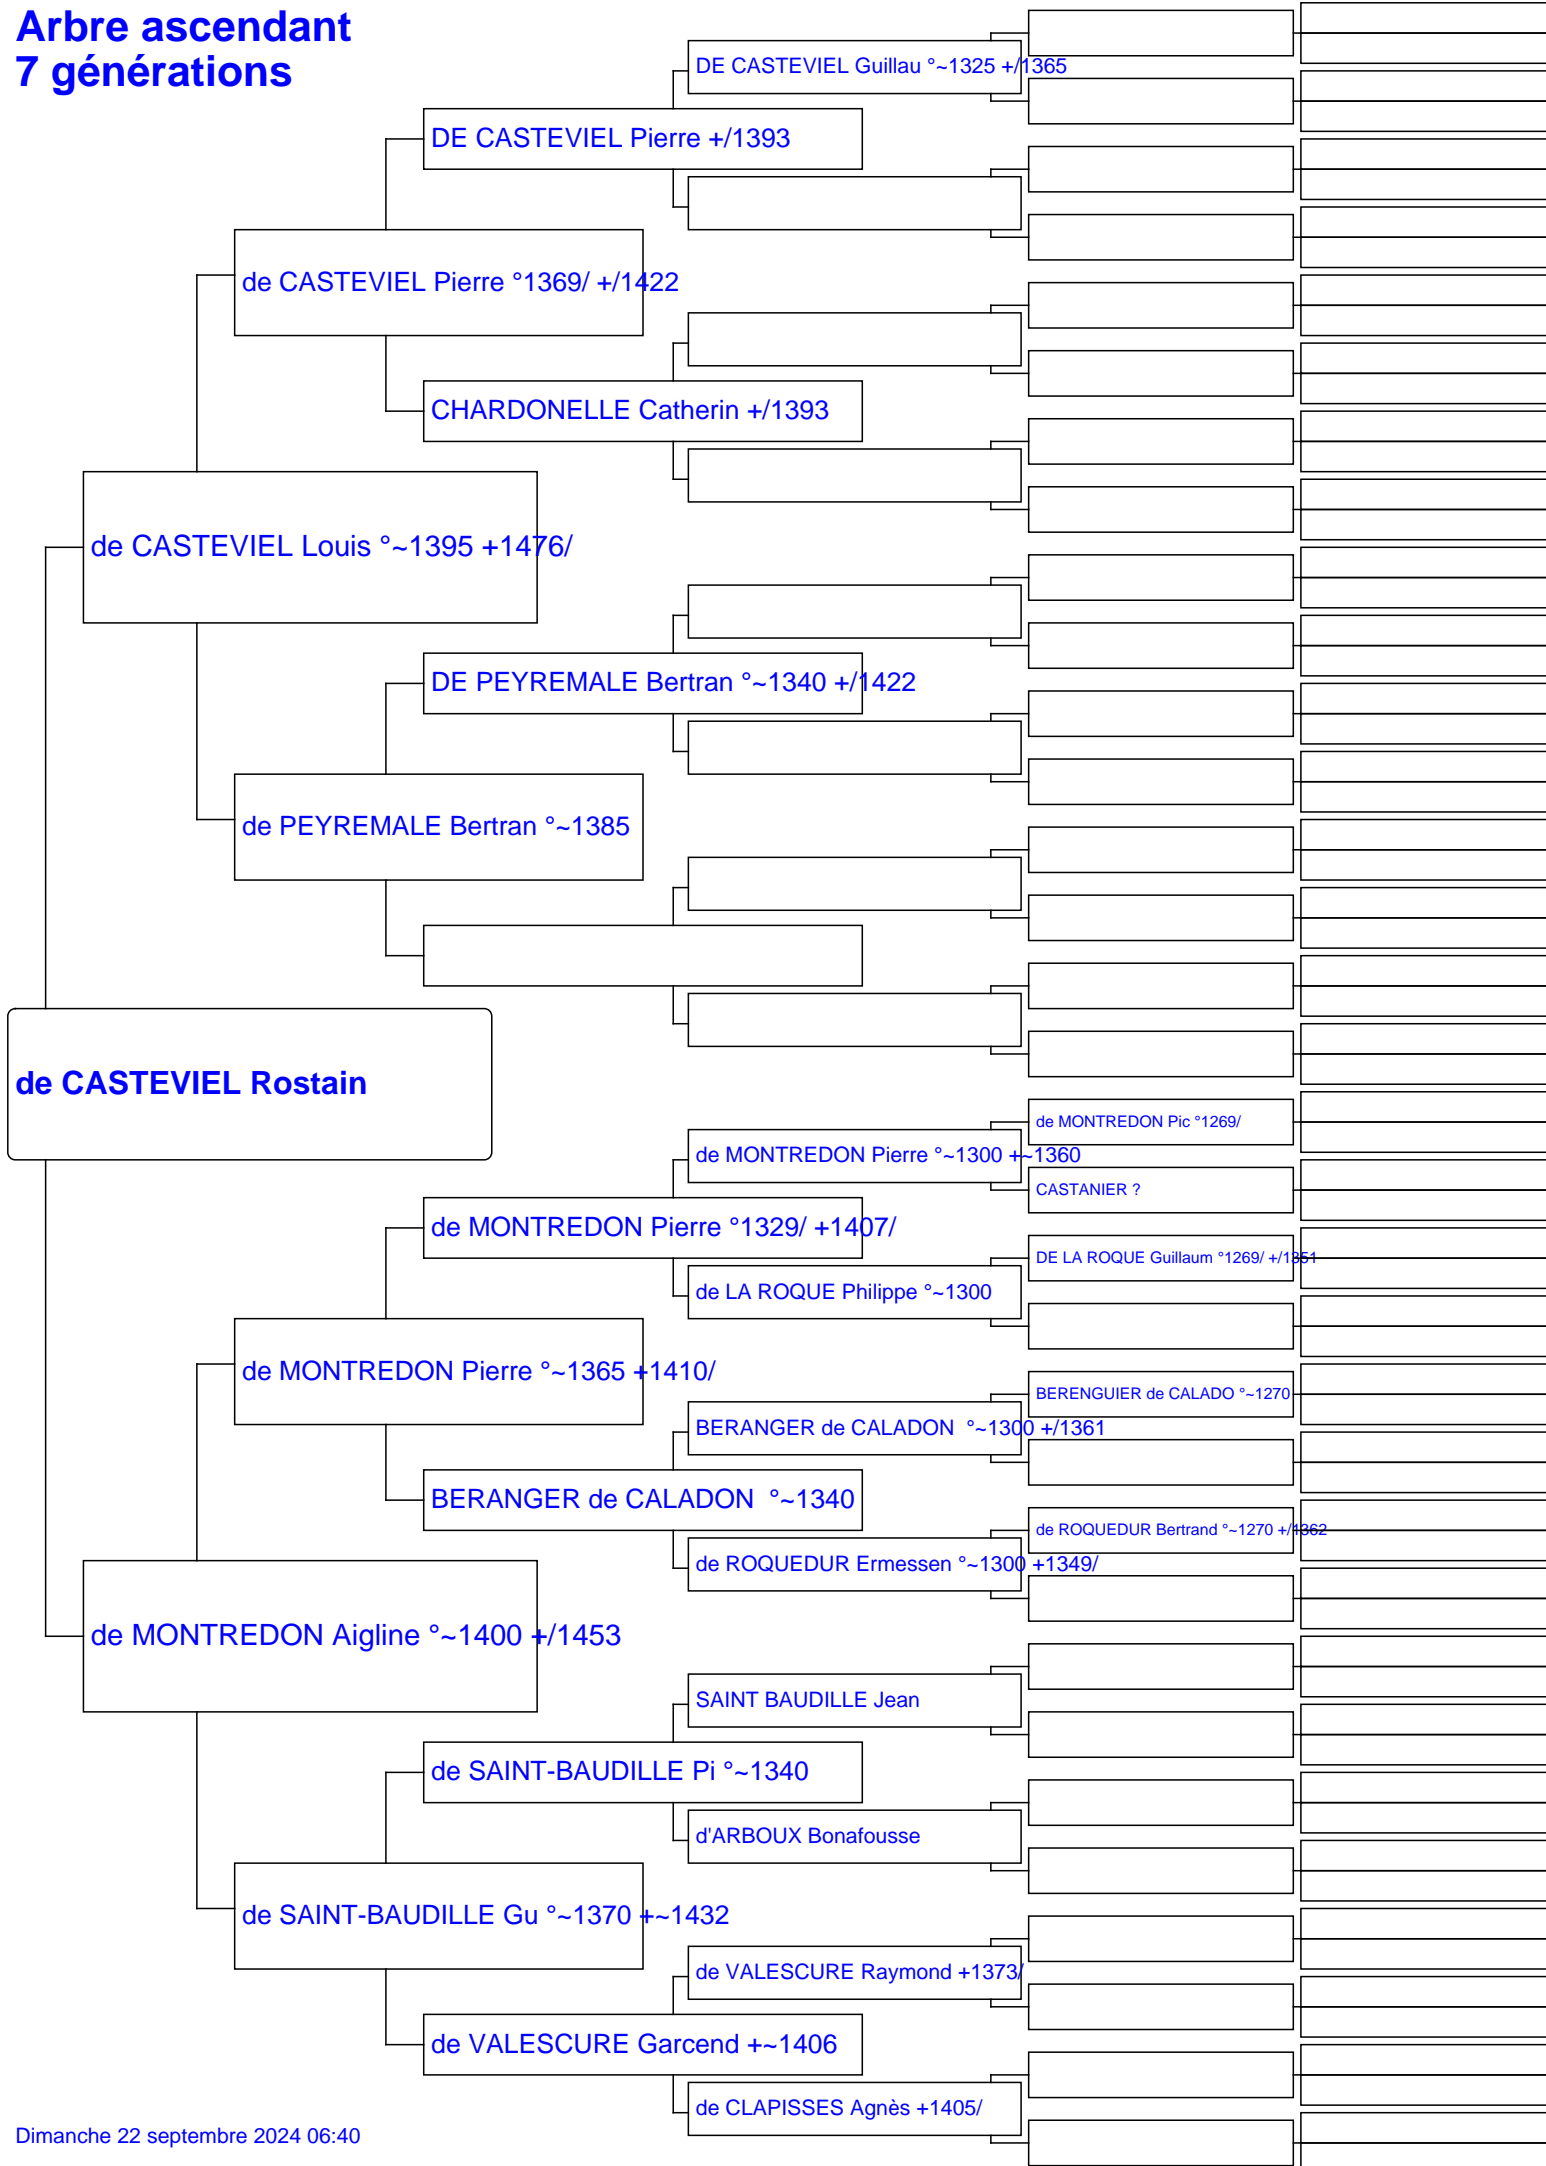 Arbre ascendant
7 générations
DE CASTEVIEL Guillau °~1325 +/1365
DE CASTEVIEL Pierre +/1393
de CASTEVIEL Pierre °1369/ +/1422
CHARDONELLE Catherin +/1393
de CASTEVIEL Louis °~1395 +1476/
DE PEYREMALE Bertran °~1340 +/1422
de PEYREMALE Bertran °~1385
de CASTEVIEL Rostain
de MONTREDON Pic °1269/
de MONTREDON Pierre °~1300 +~1360
CASTANIER ?
de MONTREDON Pierre °1329/ +1407/
DE LA ROQUE Guillaum °1269/ +/1351
de LA ROQUE Philippe °~1300
de MONTREDON Pierre °~1365 +1410/
BERENGUIER de CALADO °~1270
BERANGER de CALADON  °~1300 +/1361
BERANGER de CALADON  °~1340
de ROQUEDUR Bertrand °~1270 +/1362
de ROQUEDUR Ermessen °~1300 +1349/
de MONTREDON Aigline °~1400 +/1453
SAINT BAUDILLE Jean
de SAINT-BAUDILLE Pi °~1340
d'ARBOUX Bonafousse
de SAINT-BAUDILLE Gu °~1370 +~1432
de VALESCURE Raymond +1373/
de VALESCURE Garcend +~1406
de CLAPISSES Agnès +1405/
Dimanche 22 septembre 2024 06:40